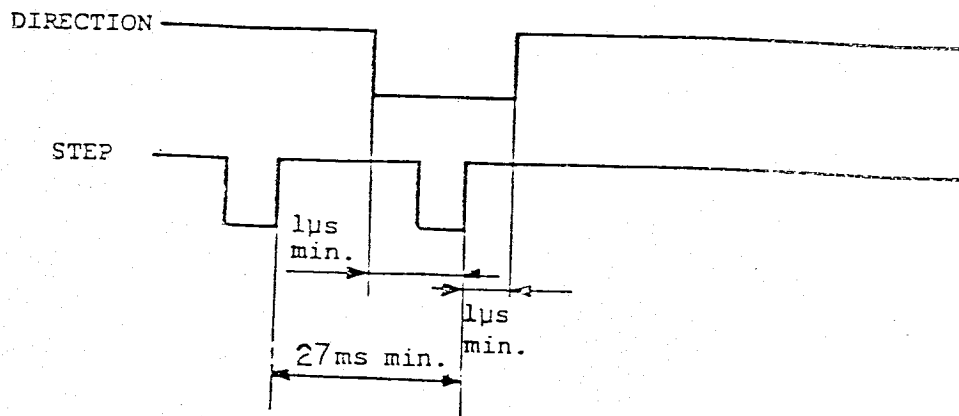 DIRECTION
STEP
1µs
min.
1µs
min.
27ms min.